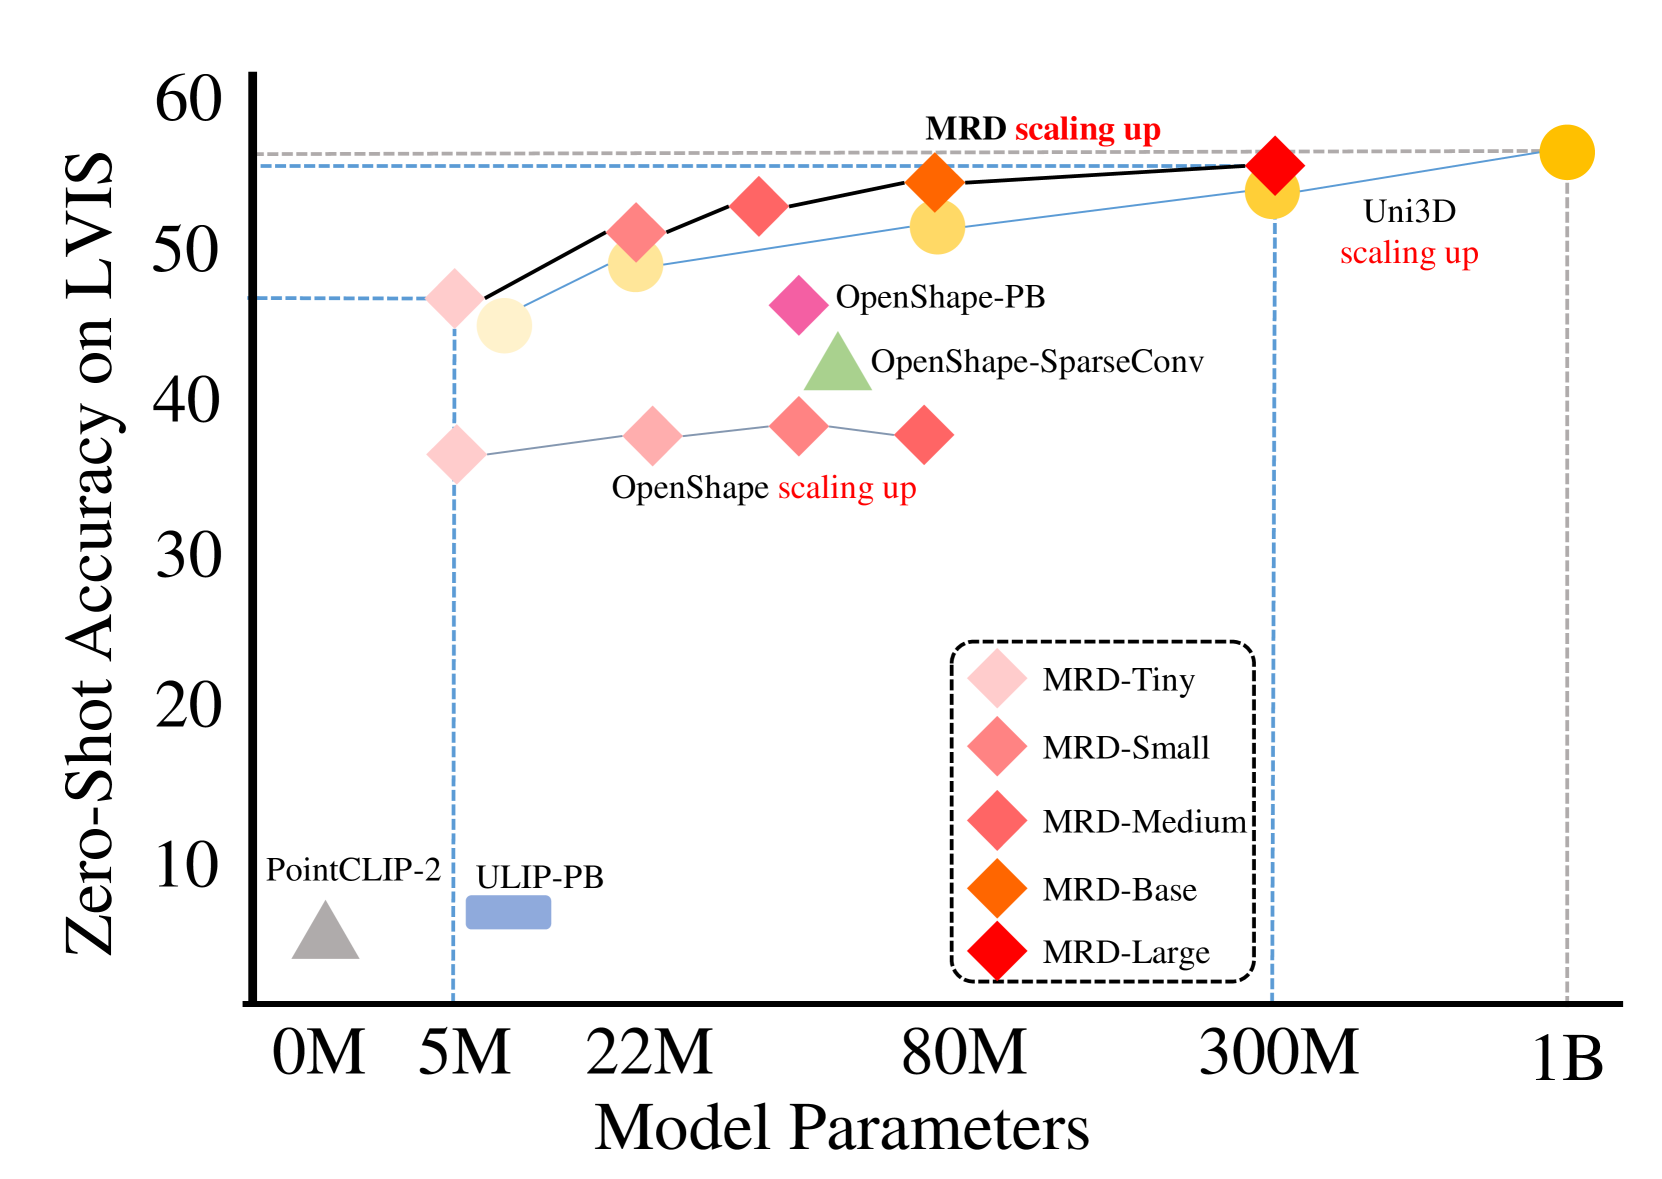 60
MRD scaling up
Zero-Shot Accuracy on LVIS
Uni3D
scaling up
50
OpenShape-PB
OpenShape-SparseConv
40
OpenShape scaling up
30
MRD-Tiny
20
MRD-Small
MRD-Medium
10
PointCLIP-2
ULIP-PB
MRD-Base
MRD-Large
0M
5M
22M
80M
300M
1B
Model Parameters